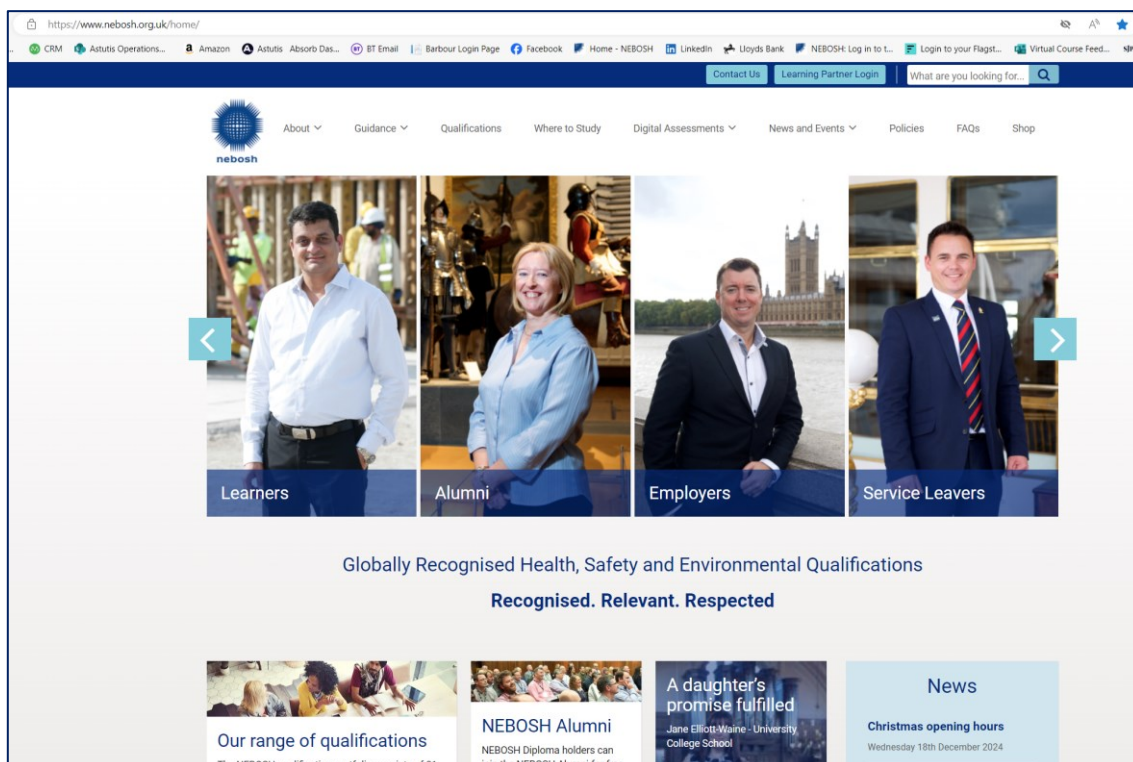 https://www.nebosh.org.uk/home/
CRM Astutis Operations... Amazon Astutis Absorb Das... BT Email Barbour Login Page Facebook Home - NEBOSH LinkedIn Lloyds Bank NEBOSH: Log in to t... Login to your Flagst... Virtual Course Feed...
Contact Us Learning Partner Login What are you looking for...
nebosh
About Guidance Qualifications Where to Study Digital Assessments News and Events Policies FAQs Shop
Learners Alumni Employers Service Leavers
Globally Recognised Health, Safety and Environmental Qualifications
Recognised. Relevant. Respected
Our range of qualifications
NEBOSH Alumni
NEBOSH Diploma holders can
A daughter's
promise fulfilled
Jane Elliott-Waine - University
College School
News
Christmas opening hours
Wednesday 18th December 2024